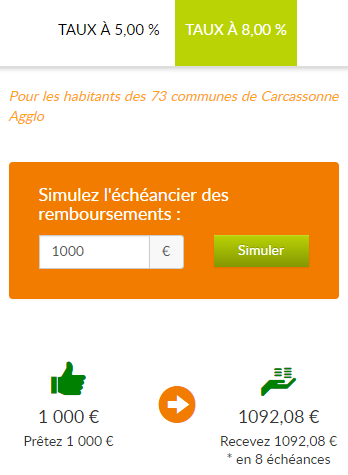 TAUX À 5,00 % TAUX À 8,00 %
Pour les habitants des 73 communes de Carcassonne
Agglo
Simulez l'échéancier des
remboursements :
1000 € Simuler
1 000 € 1092,08 €
Prêtez 1 000 € Recevez 1092,08 €
* en 8 échéances